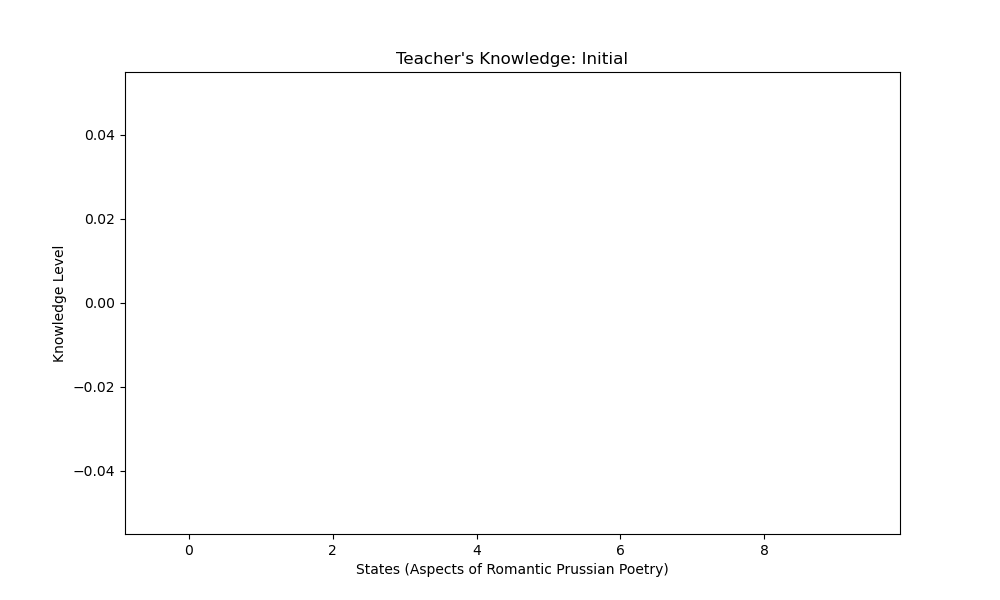 Teacher's Knowledge: Initial
0.04
0.02
0.00
−0.02
−0.04
Knowledge Level
0 2 4 6 8
States (Aspects of Romantic Prussian Poetry)